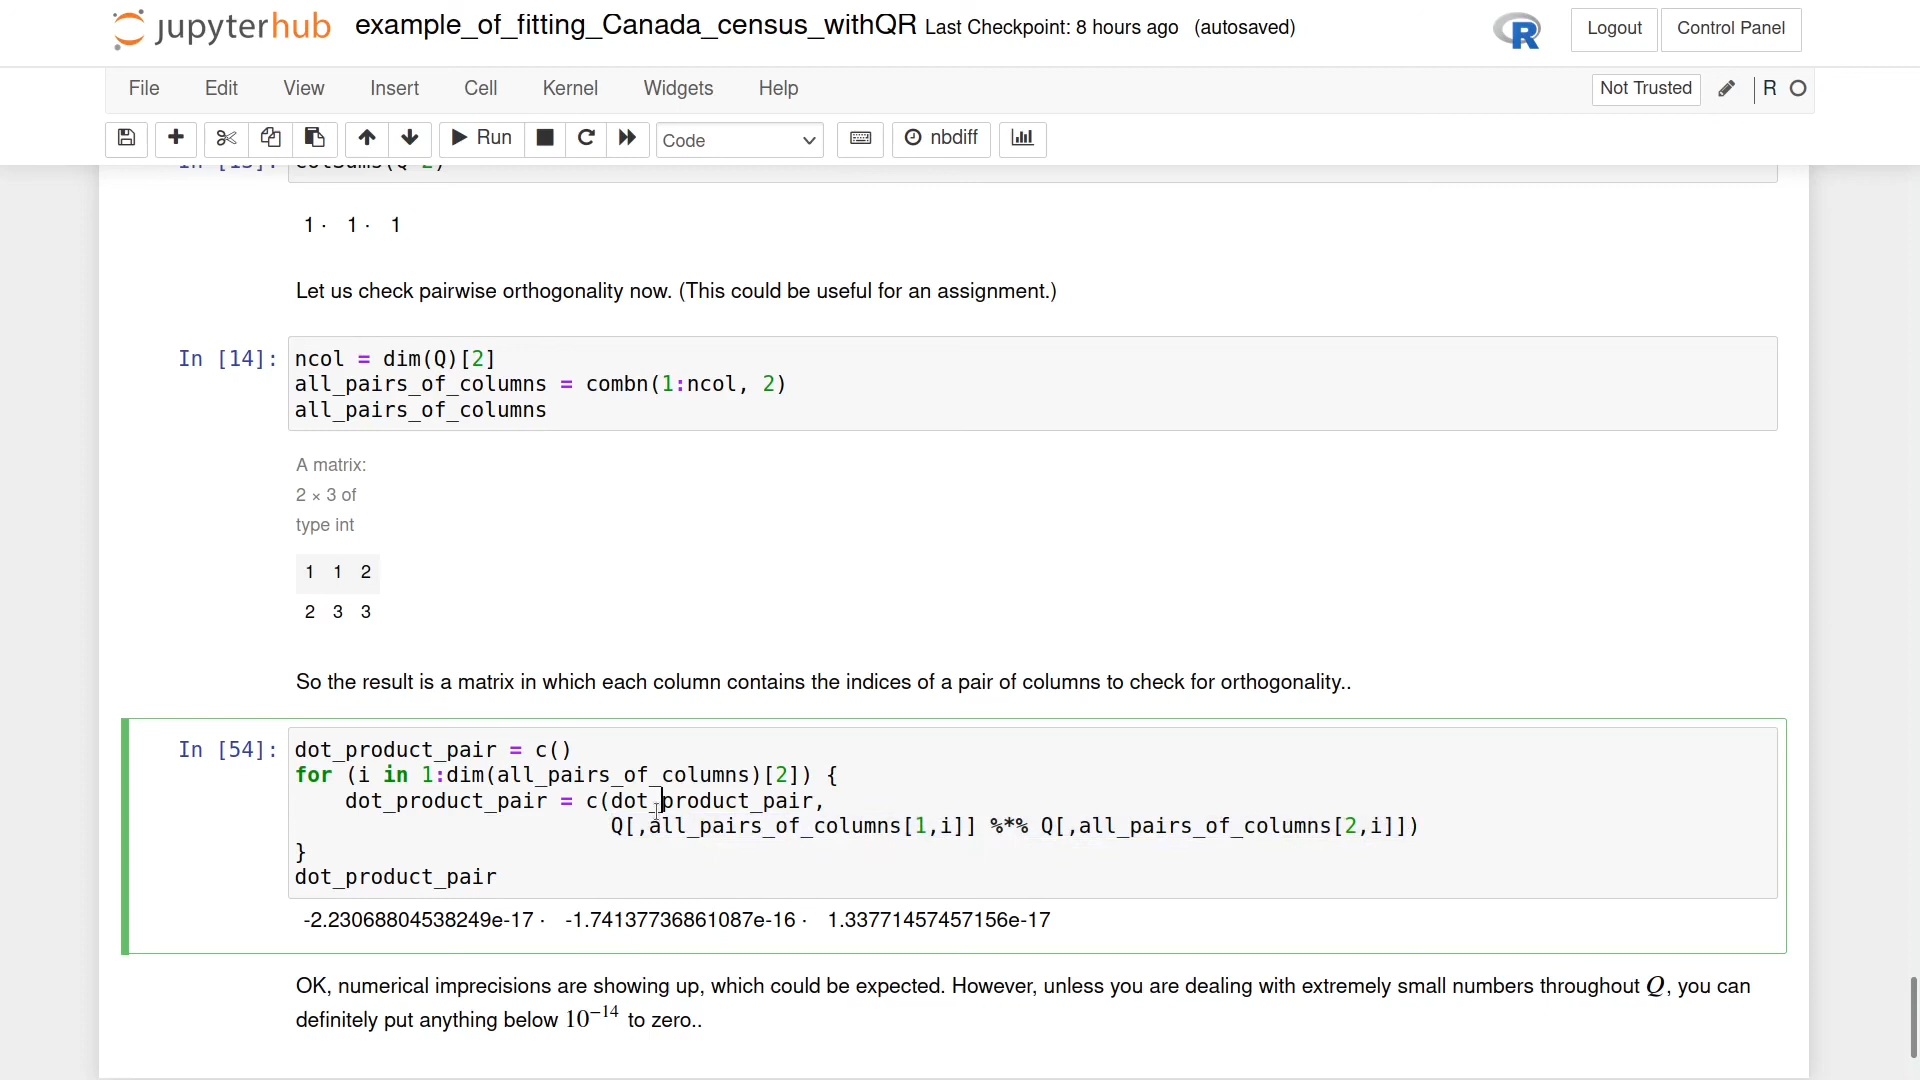 jupyterhub example_of_fitting_Canada_census_withQR Last Checkpoint: 8 hours ago (autosaved) R Logout Control Panel
File Edit View Insert Cell Kernel Widgets Help Not Trusted R
Run Code nbdiff
1 · 1 · 1
Let us check pairwise orthogonality now. (This could be useful for an assignment.)
In [14]: ncol = dim(Q)[2]
all_pairs_of_columns = combn(1:ncol, 2)
all_pairs_of_columns
A matrix:
2 × 3 of
type int
1 1 2
2 3 3
So the result is a matrix in which each column contains the indices of a pair of columns to check for orthogonality..
In [54]: dot_product_pair = c()
for (i in 1:dim(all_pairs_of_columns)[2]) {
dot_product_pair = c(dot_product_pair,
Q[,all_pairs_of_columns[1,i]] %*% Q[,all_pairs_of_columns[2,i]])
}
dot_product_pair
-2.23068804538249e-17 · -1.74137736861087e-16 · 1.33771457457156e-17
OK, numerical imprecisions are showing up, which could be expected. However, unless you are dealing with extremely small numbers throughout Q, you can
definitely put anything below 10⁻¹⁴ to zero..